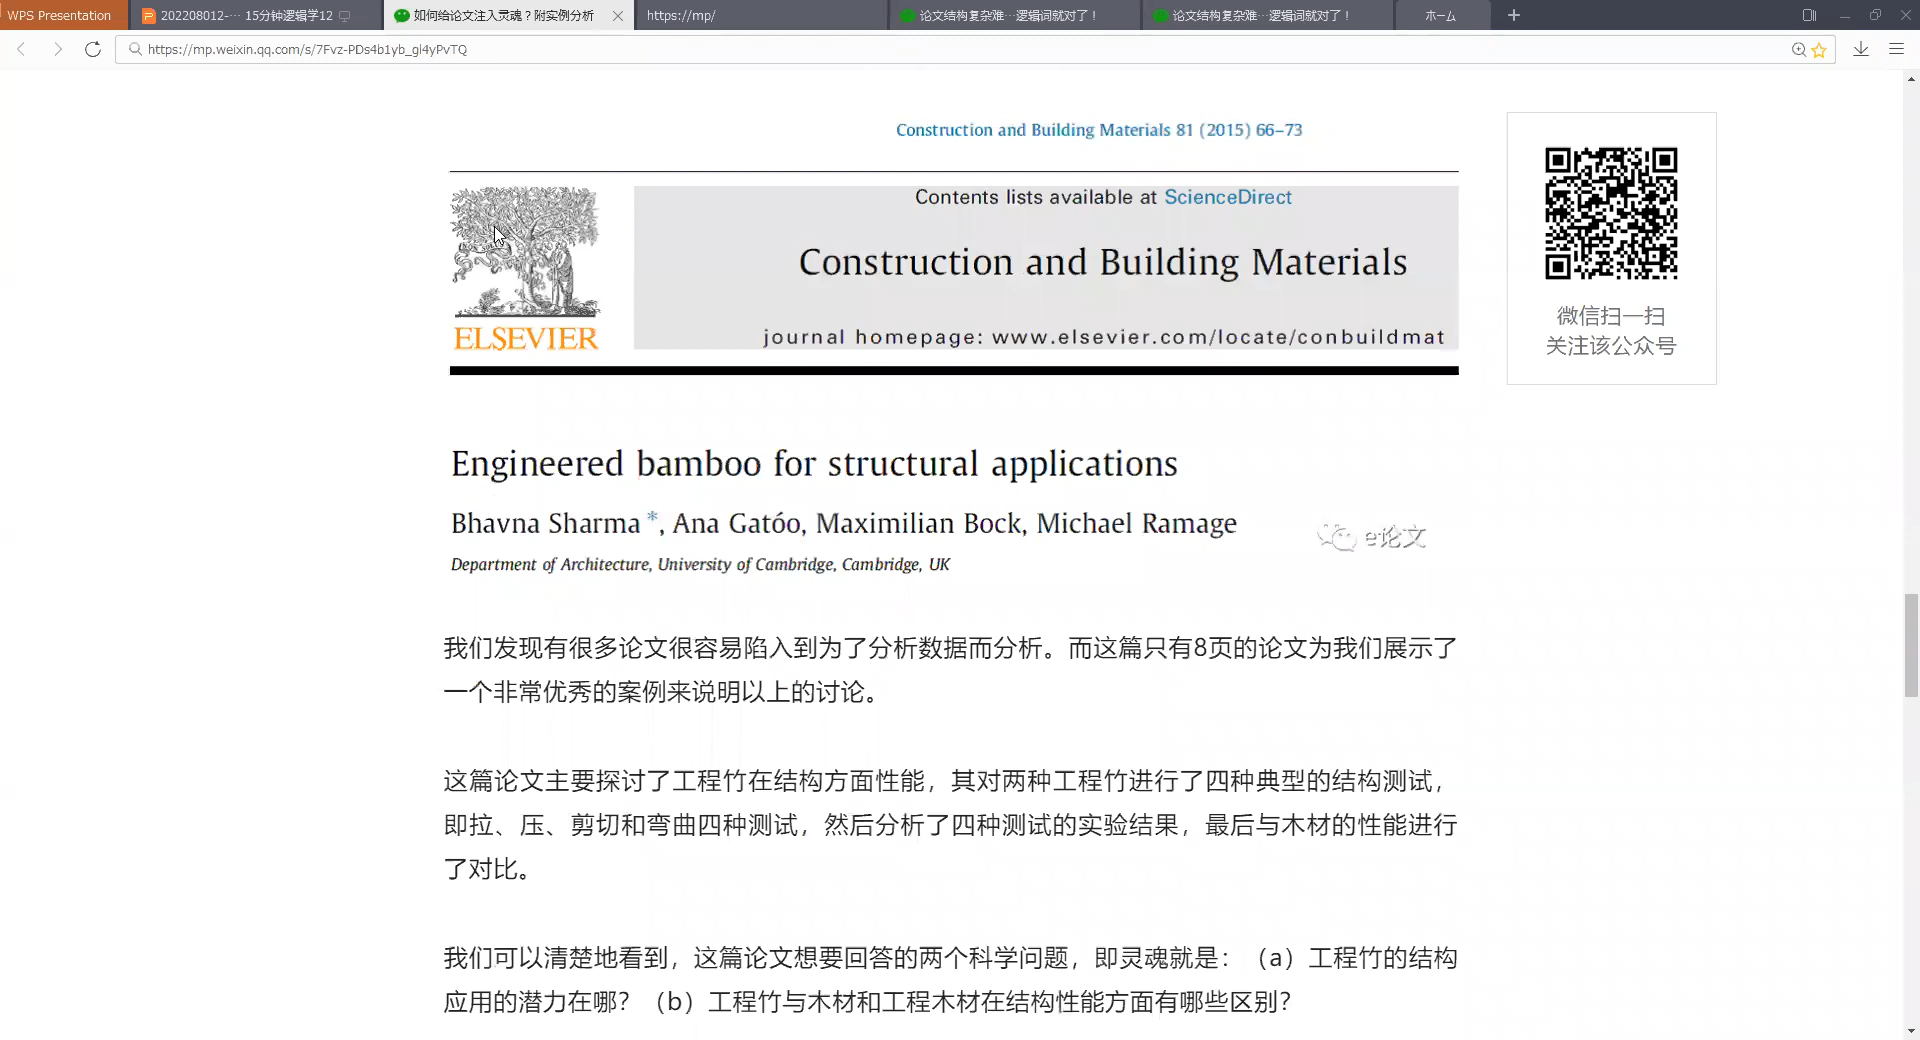 WPS Presentation
202208012-··· 15分钟逻辑学12
如何给论文注入灵魂？附实例分析
https://mp/
论文结构复杂难···逻辑词就对了！
论文结构复杂难···逻辑词就对了！
ホーム
https://mp.weixin.qq.com/s/7Fvz-PDs4b1yb_gl4yPvTQ
Construction and Building Materials 81 (2015) 66–73
Contents lists available at ScienceDirect
Construction and Building Materials
journal homepage: www.elsevier.com/locate/conbuildmat
ELSEVIER
微信扫一扫
关注该公众号
Engineered bamboo for structural applications
Bhavna Sharma *, Ana Gatóo, Maximilian Bock, Michael Ramage
e论文
Department of Architecture, University of Cambridge, Cambridge, UK
我们发现有很多论文很容易陷入到为了分析数据而分析。而这篇只有8页的论文为我们展示了
一个非常优秀的案例来说明以上的讨论。
这篇论文主要探讨了工程竹在结构方面性能，其对两种工程竹进行了四种典型的结构测试，
即拉、压、剪切和弯曲四种测试，然后分析了四种测试的实验结果，最后与木材的性能进行
了对比。
我们可以清楚地看到，这篇论文想要回答的两个科学问题，即灵魂就是：（a）工程竹的结构
应用的潜力在哪？（b）工程竹与木材和工程木材在结构性能方面有哪些区别？